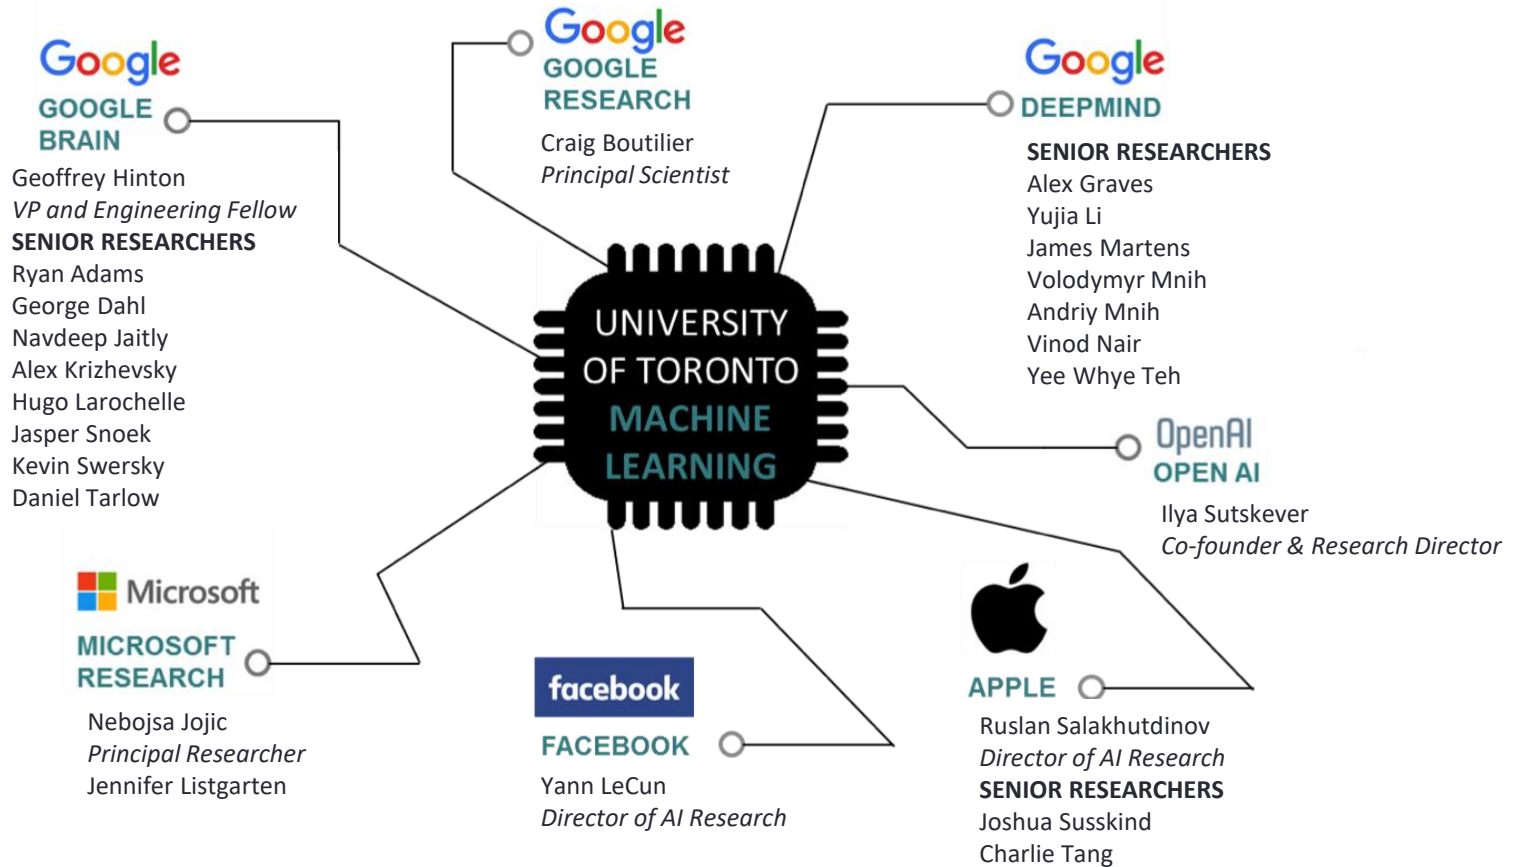 Google
GOOGLE
BRAIN
Geoffrey Hinton
VP and Engineering Fellow
SENIOR RESEARCHERS
Ryan Adams
George Dahl
Navdeep Jaitly
Alex Krizhevsky
Hugo Larochelle
Jasper Snoek
Kevin Swersky
Daniel Tarlow
Google
GOOGLE
RESEARCH
Craig Boutilier
Principal Scientist
Google
DEEPMIND
SENIOR RESEARCHERS
Alex Graves
Yujia Li
James Martens
Volodymyr Mnih
Andriy Mnih
Vinod Nair
Yee Whye Teh
UNIVERSITY
OF TORONTO
MACHINE
LEARNING
OpenAI
OPEN AI
Ilya Sutskever
Co-founder & Research Director
Microsoft
MICROSOFT
RESEARCH
Nebojsa Jojic
Principal Researcher
Jennifer Listgarten
facebook
FACEBOOK
Yann LeCun
Director of AI Research
APPLE
Ruslan Salakhutdinov
Director of AI Research
SENIOR RESEARCHERS
Joshua Susskind
Charlie Tang